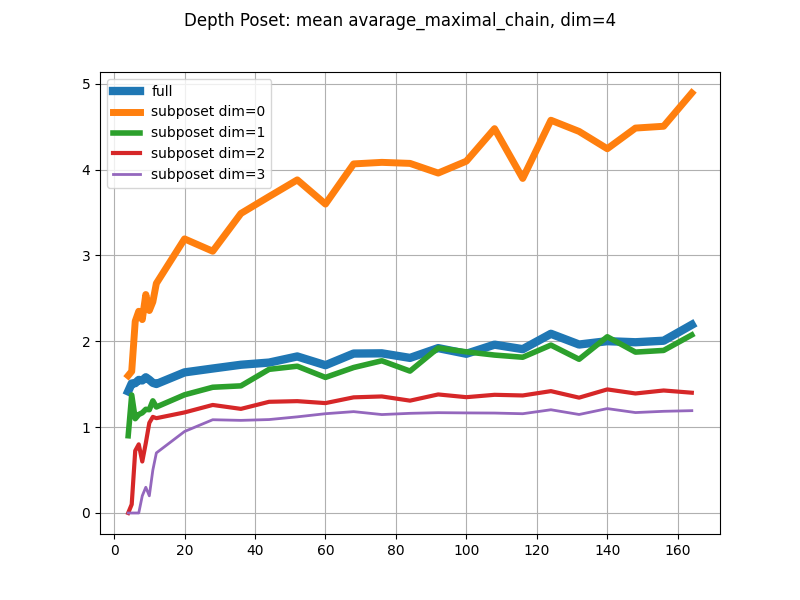 Depth Poset: mean avarage_maximal_chain, dim=4
5
4
3
2
1
0
full
subposet dim=0
subposet dim=1
subposet dim=2
subposet dim=3
0 20 40 60 80 100 120 140 160